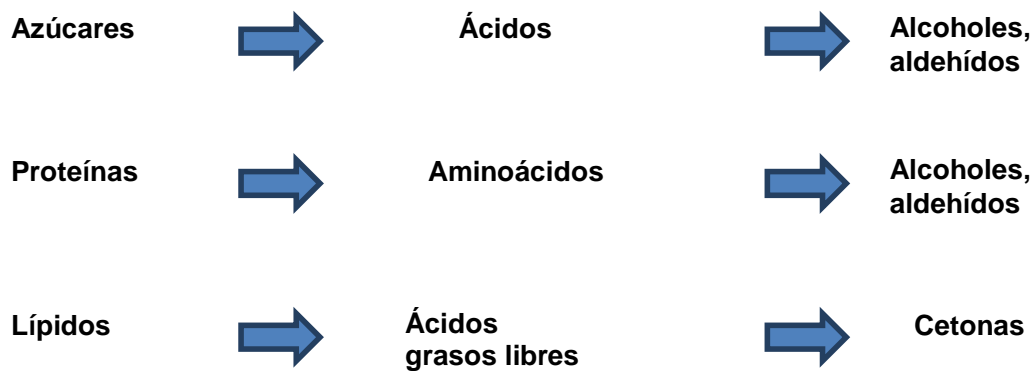 Azúcares
Ácidos
Alcoholes,
aldehídos
Proteínas
Aminoácidos
Alcoholes,
aldehídos
Lípidos
Ácidos
grasos libres
Cetonas